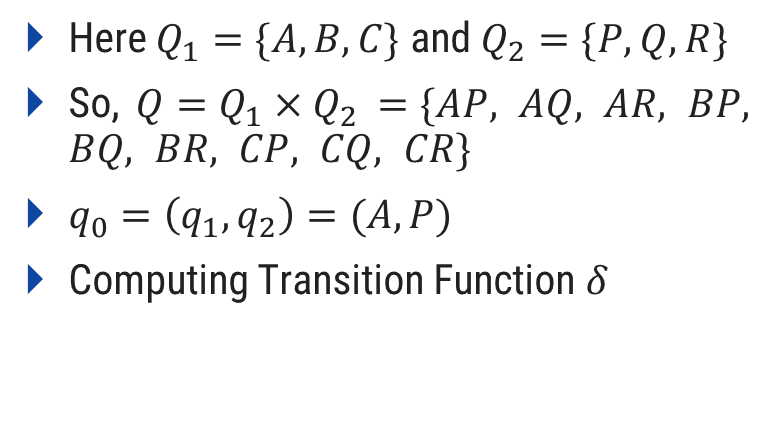 Here 𝑄₁ = {𝐴, 𝐵, 𝐶} and 𝑄₂ = {𝑃, 𝑄, 𝑅}
So, 𝑄 = 𝑄₁ × 𝑄₂ = {𝐴𝑃, 𝐴𝑄, 𝐴𝑅, 𝐵𝑃,
𝐵𝑄, 𝐵𝑅, 𝐶𝑃, 𝐶𝑄, 𝐶𝑅}
𝑞₀ = (𝑞₁, 𝑞₂) = (𝐴, 𝑃)
Computing Transition Function 𝛿